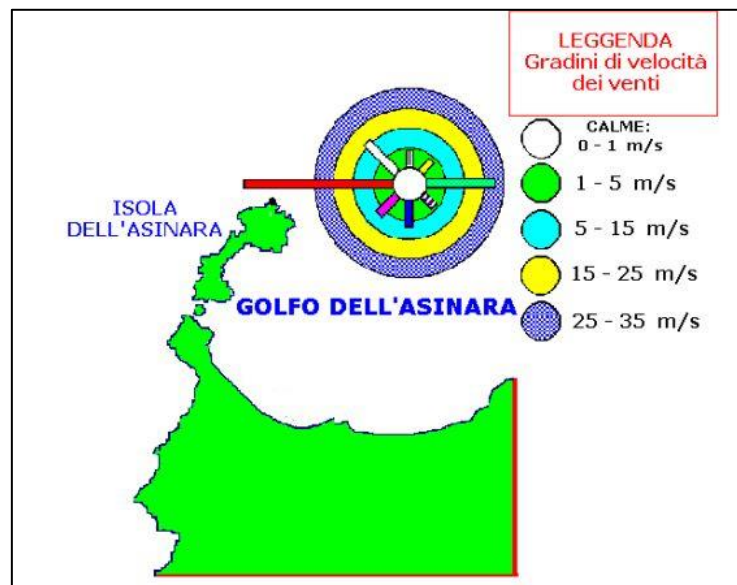 LEGGENDA
Gradini di velocità
dei venti
CALME:
0 - 1 m/s
1 - 5 m/s
5 - 15 m/s
15 - 25 m/s
25 - 35 m/s
ISOLA
DELL'ASINARA
GOLFO DELL'ASINARA